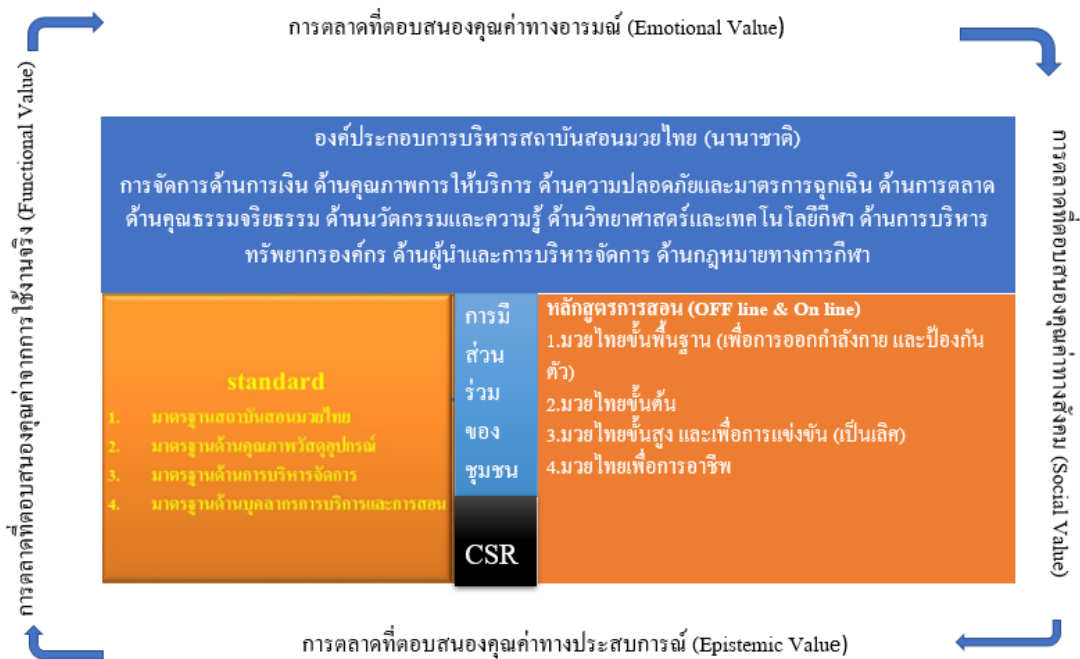 การตลาดที่ตอบสนองคุณค่าทางอารมณ์ (Emotional Value)
การตลาดที่ตอบสนองคุณค่าจากการใช้งานจริง (Functional Value)
องค์ประกอบการบริหารสถาบันสอนมวยไทย (นานาชาติ)
การจัดการด้านการเงิน ด้านคุณภาพการให้บริการ ด้านความปลอดภัยและมาตรการฉุกเฉิน ด้านการตลาด
ด้านคุณธรรมจริยธรรม ด้านนวัตกรรมและความรู้ ด้านวิทยาศาสตร์และเทคโนโลยีกีฬา ด้านการบริหาร
ทรัพยากรองค์กร ด้านผู้นำและการบริหารจัดการ ด้านกฎหมายทางการกีฬา
standard
1. มาตรฐานสถาบันสอนมวยไทย
2. มาตรฐานด้านคุณภาพวัสดุอุปกรณ์
3. มาตรฐานด้านการบริหารจัดการ
4. มาตรฐานด้านบุคลากรการบริการและการสอน
การมี
ส่วน
ร่วม
ของ
ชุมชน
CSR
หลักสูตรการสอน (OFF line & On line)
1.มวยไทยขั้นพื้นฐาน (เพื่อการออกกำลังกาย และป้องกัน
ตัว)
2.มวยไทยขั้นต้น
3.มวยไทยขั้นสูง และเพื่อการแข่งขัน (เป็นเลิศ)
4.มวยไทยเพื่อการอาชีพ
การตลาดที่ตอบสนองคุณค่าทางสังคม (Social Value)
การตลาดที่ตอบสนองคุณค่าทางประสบการณ์ (Epistemic Value)